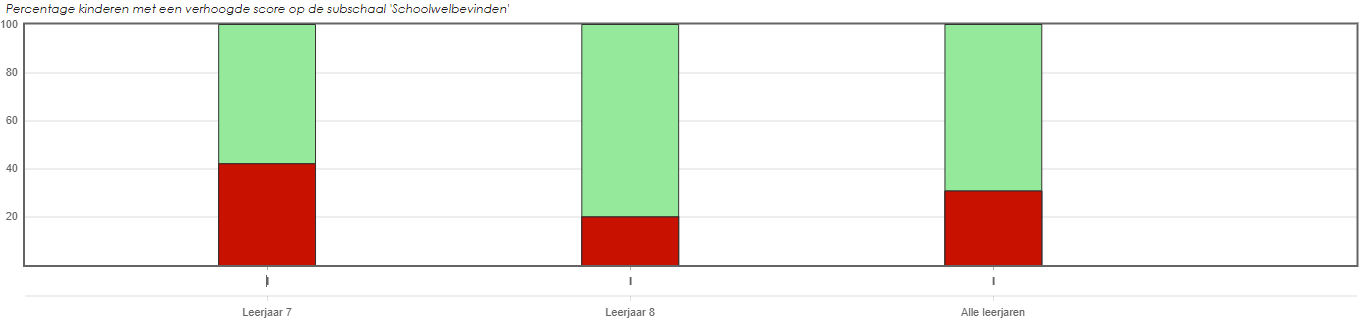 Percentage kinderen met een verhoogde score op de subschaal 'Schoolwelbevinden'
100
80
60
40
20
Leerjaar 7 Leerjaar 8 Alle leerjaren